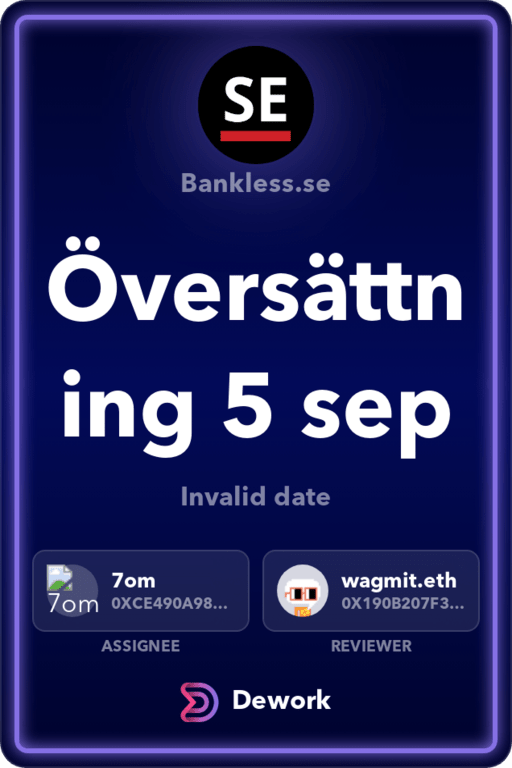 SE
Bankless.se
Översättn
ing 5 sep
Invalid date
7om
7om
0XCE490A98...
ASSIGNEE
wagmit.eth
0X190B207F3...
REVIEWER
Dework